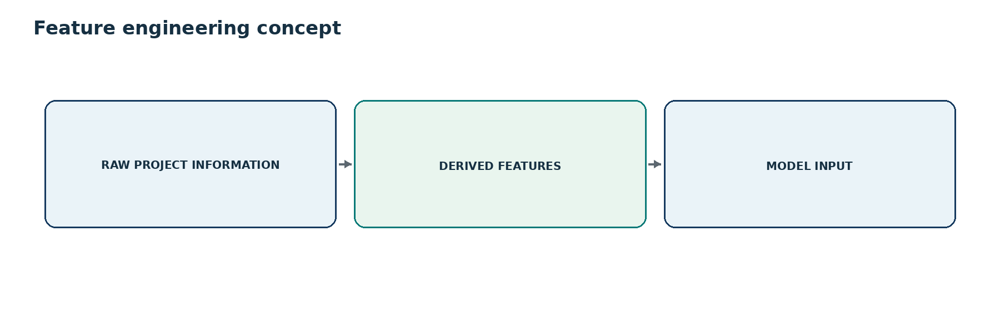 Feature engineering concept
RAW PROJECT INFORMATION
DERIVED FEATURES
MODEL INPUT